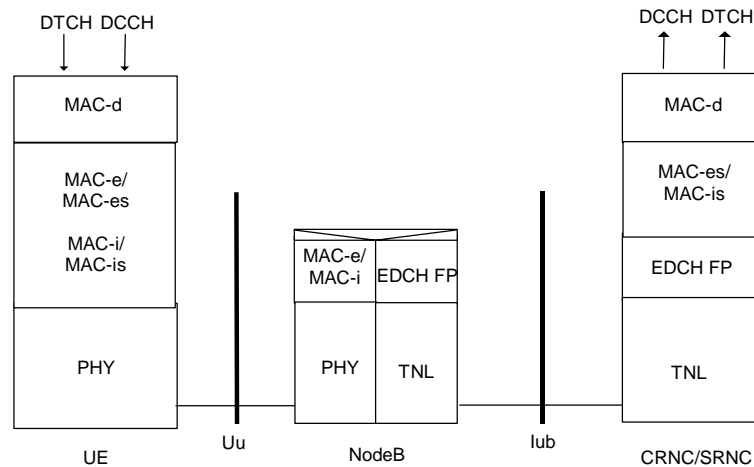 DTCH DCCH
DCCH DTCH
MAC-d
MAC-d
MAC-e/
MAC-es
MAC-i/
MAC-is
MAC-es/
MAC-is
MAC-e/
MAC-i
EDCH FP
EDCH FP
PHY
PHY
TNL
TNL
Uu
Iub
UE
NodeB
CRNC/SRNC